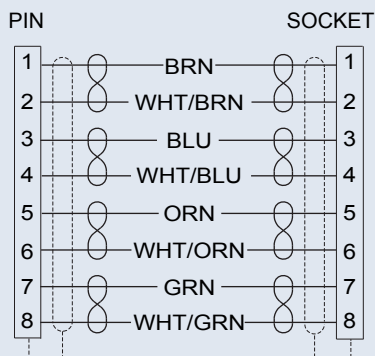 PIN SOCKET
1 BRN 1
2 WHT/BRN 2
3 BLU 3
4 WHT/BLU 4
5 ORN 5
6 WHT/ORN 6
7 GRN 7
8 WHT/GRN 8